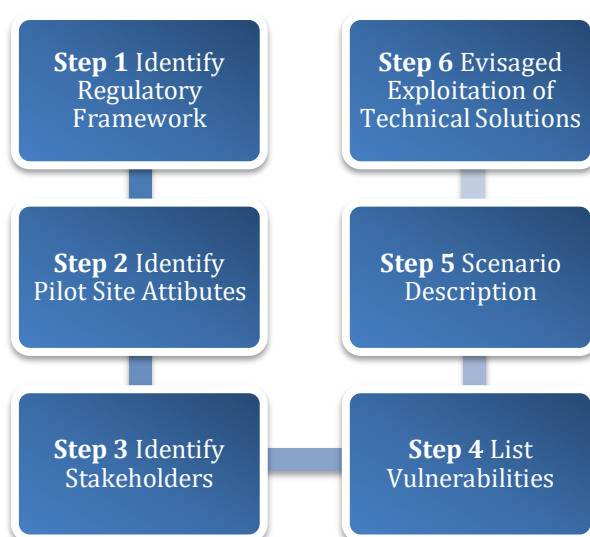 Step 1 Identify
Regulatory
Framework
Step 2 Identify
Pilot Site Attibutes
Step 3 Identify
Stakeholders
Step 4 List
Vulnerabilities
Step 5 Scenario
Description
Step 6 Evisaged
Exploitation of
Technical Solutions